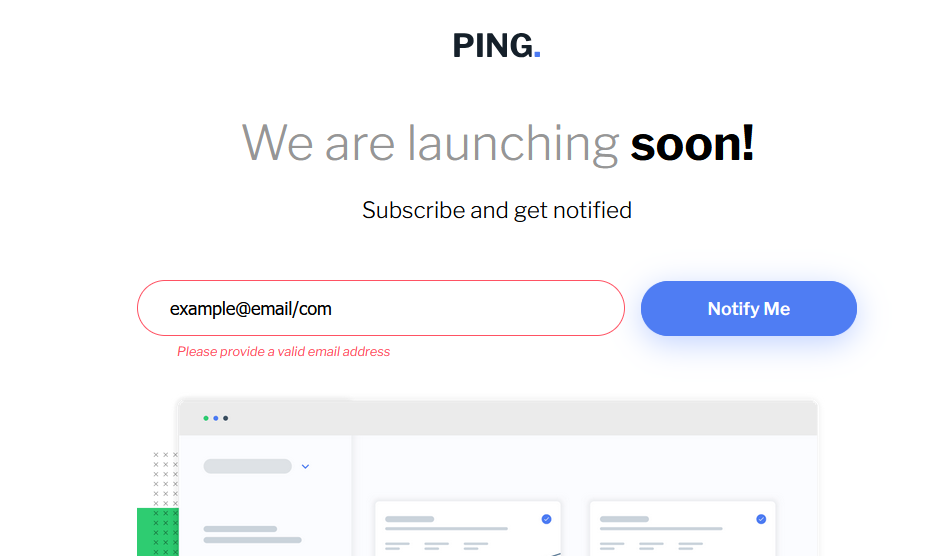 PING.
We are launching soon!
Subscribe and get notified
example@email/com
Notify Me
Please provide a valid email address